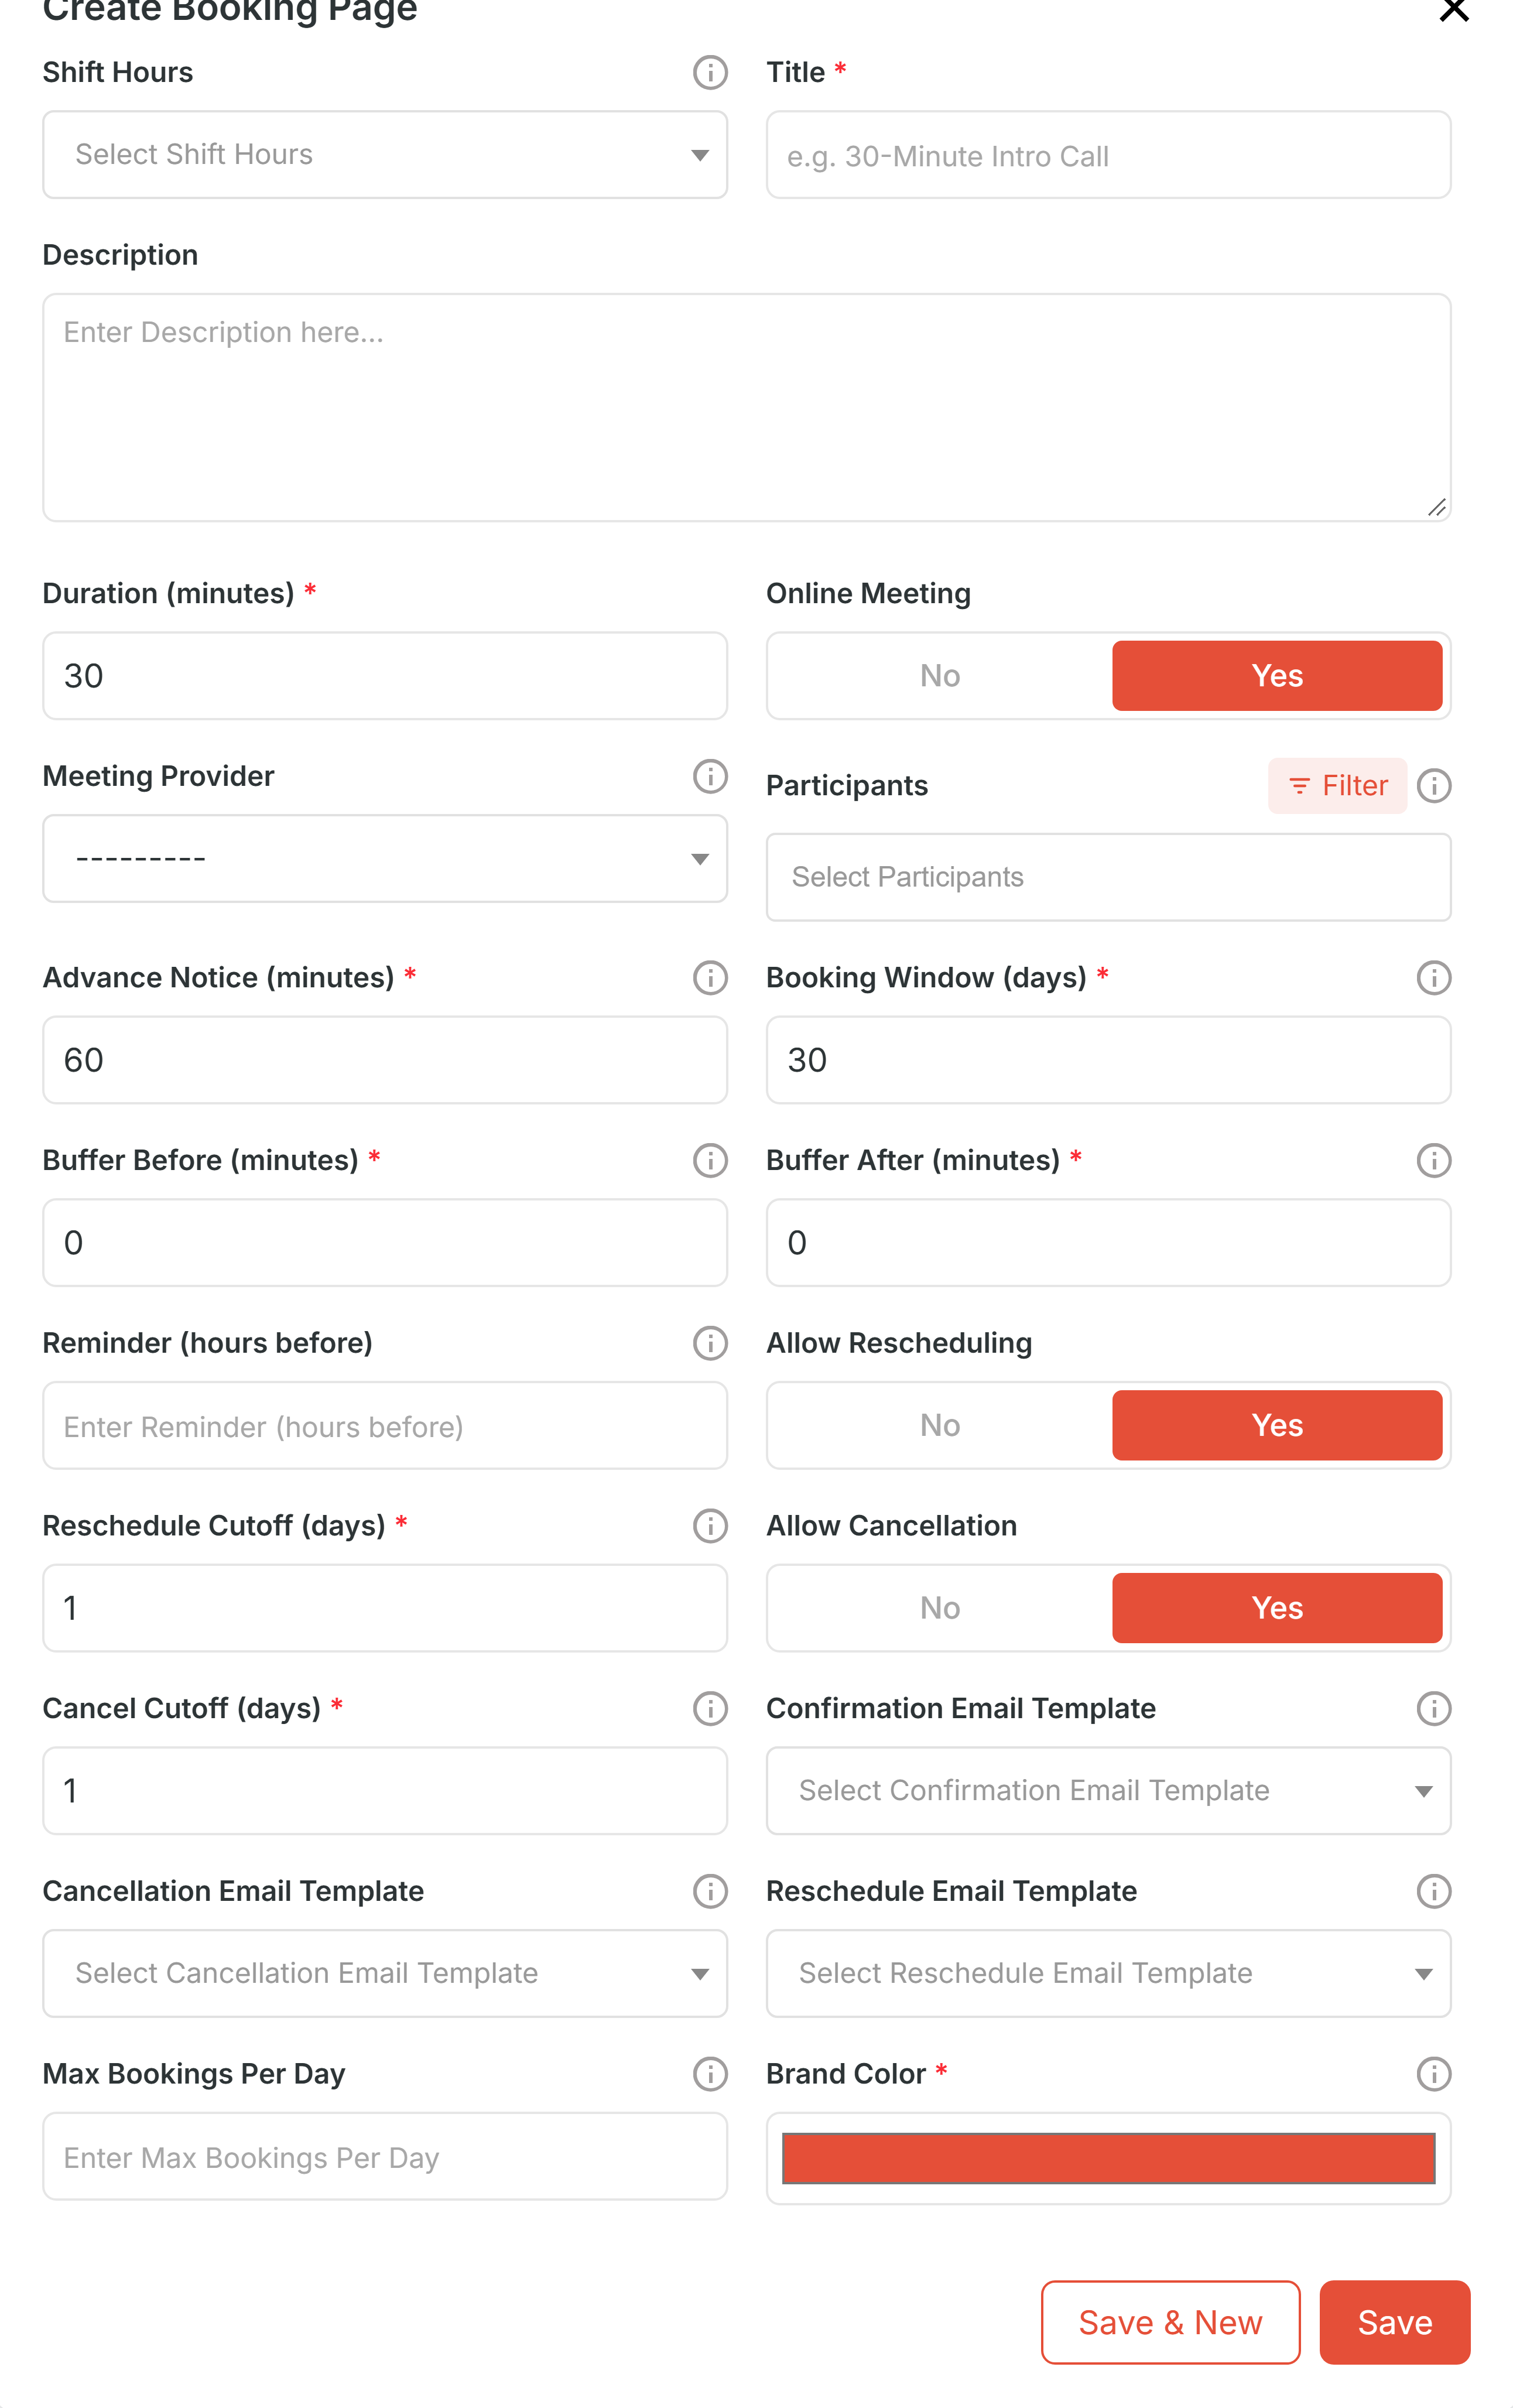 Create Booking Page
Shift Hours
Title *
Select Shift Hours
e.g. 30-Minute Intro Call
Description
Enter Description here...
Duration (minutes) *
Online Meeting
30
No
Yes
Meeting Provider
Participants
Filter
---------
Select Participants
Advance Notice (minutes) *
Booking Window (days) *
60
30
Buffer Before (minutes) *
Buffer After (minutes) *
0
0
Reminder (hours before)
Allow Rescheduling
Enter Reminder (hours before)
No
Yes
Reschedule Cutoff (days) *
Allow Cancellation
1
No
Yes
Cancel Cutoff (days) *
Confirmation Email Template
1
Select Confirmation Email Template
Cancellation Email Template
Reschedule Email Template
Select Cancellation Email Template
Select Reschedule Email Template
Max Bookings Per Day
Brand Color *
Enter Max Bookings Per Day
Save & New
Save